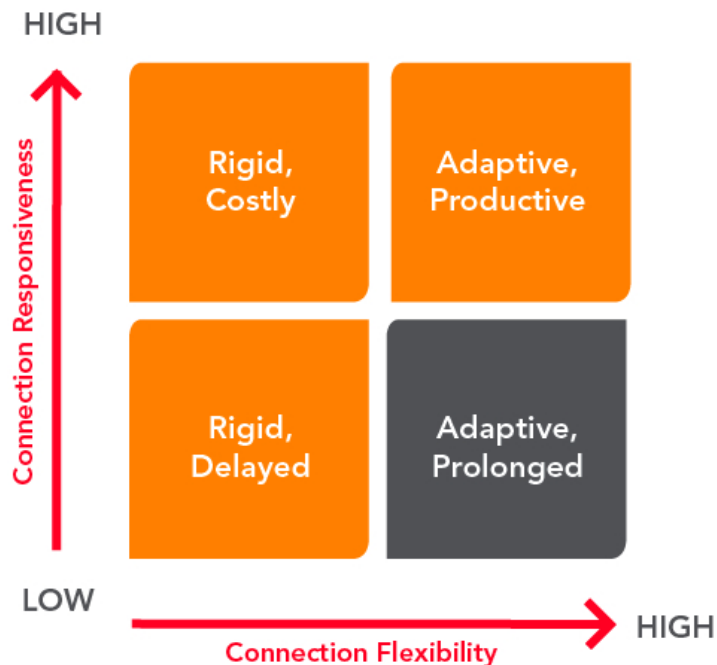 HIGH
Connection Responsiveness
Rigid,
Costly
Adaptive,
Productive
Rigid,
Delayed
Adaptive,
Prolonged
LOW
HIGH
Connection Flexibility